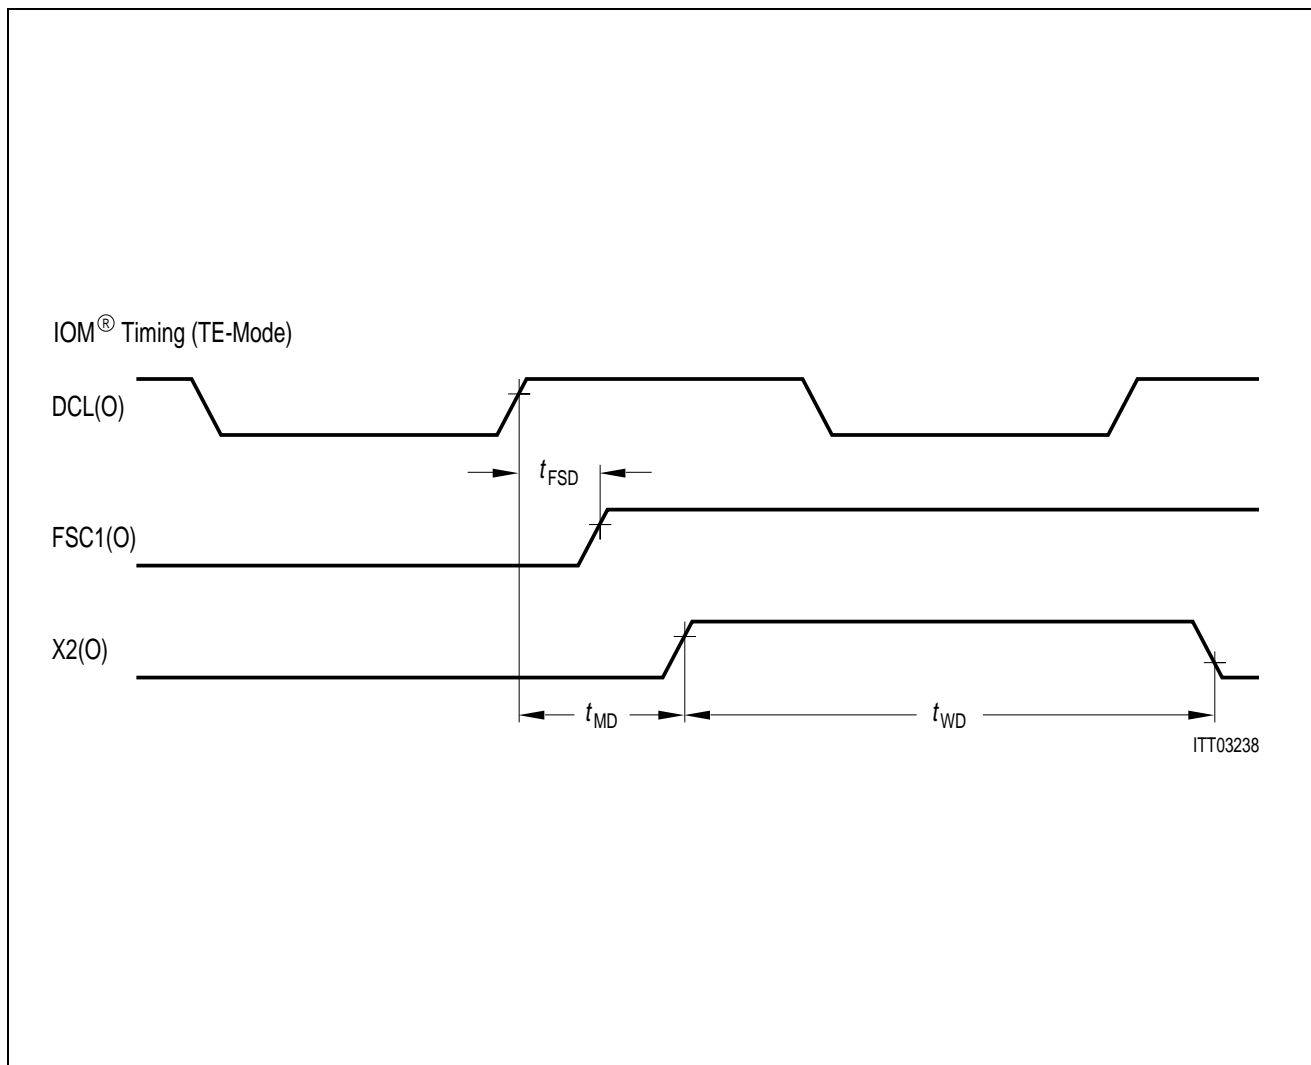 IOM® Timing (TE-Mode)
DCL(O)
tFSD
FSC1(O)
X2(O)
tMD
tWD
ITT03238